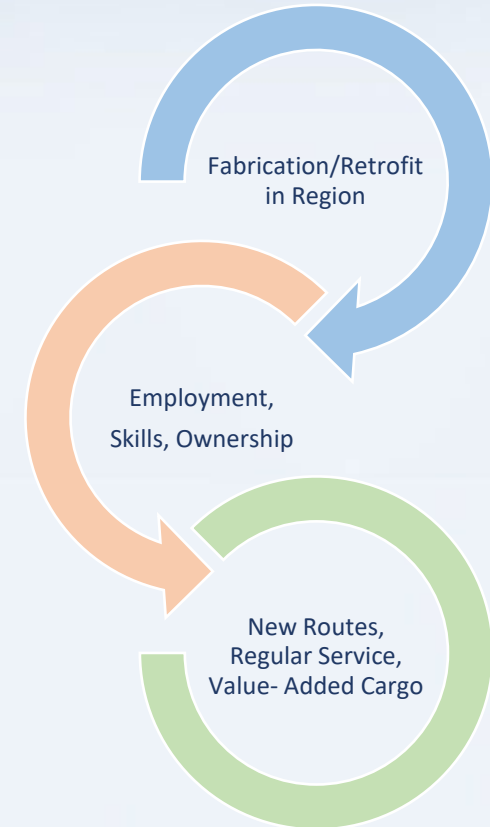 Fabrication/Retrofit
in Region
Employment,
Skills, Ownership
New Routes,
Regular Service,
Value- Added Cargo